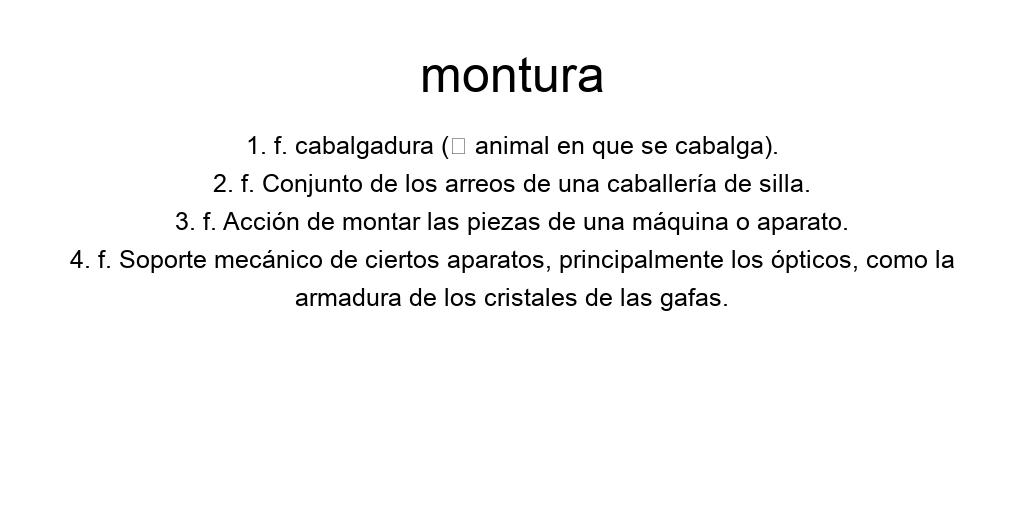 montura
1. f. cabalgadura (□ animal en que se cabalga).
2. f. Conjunto de los arreos de una caballería de silla.
3. f. Acción de montar las piezas de una máquina o aparato.
4. f. Soporte mecánico de ciertos aparatos, principalmente los ópticos, como la
armadura de los cristales de las gafas.